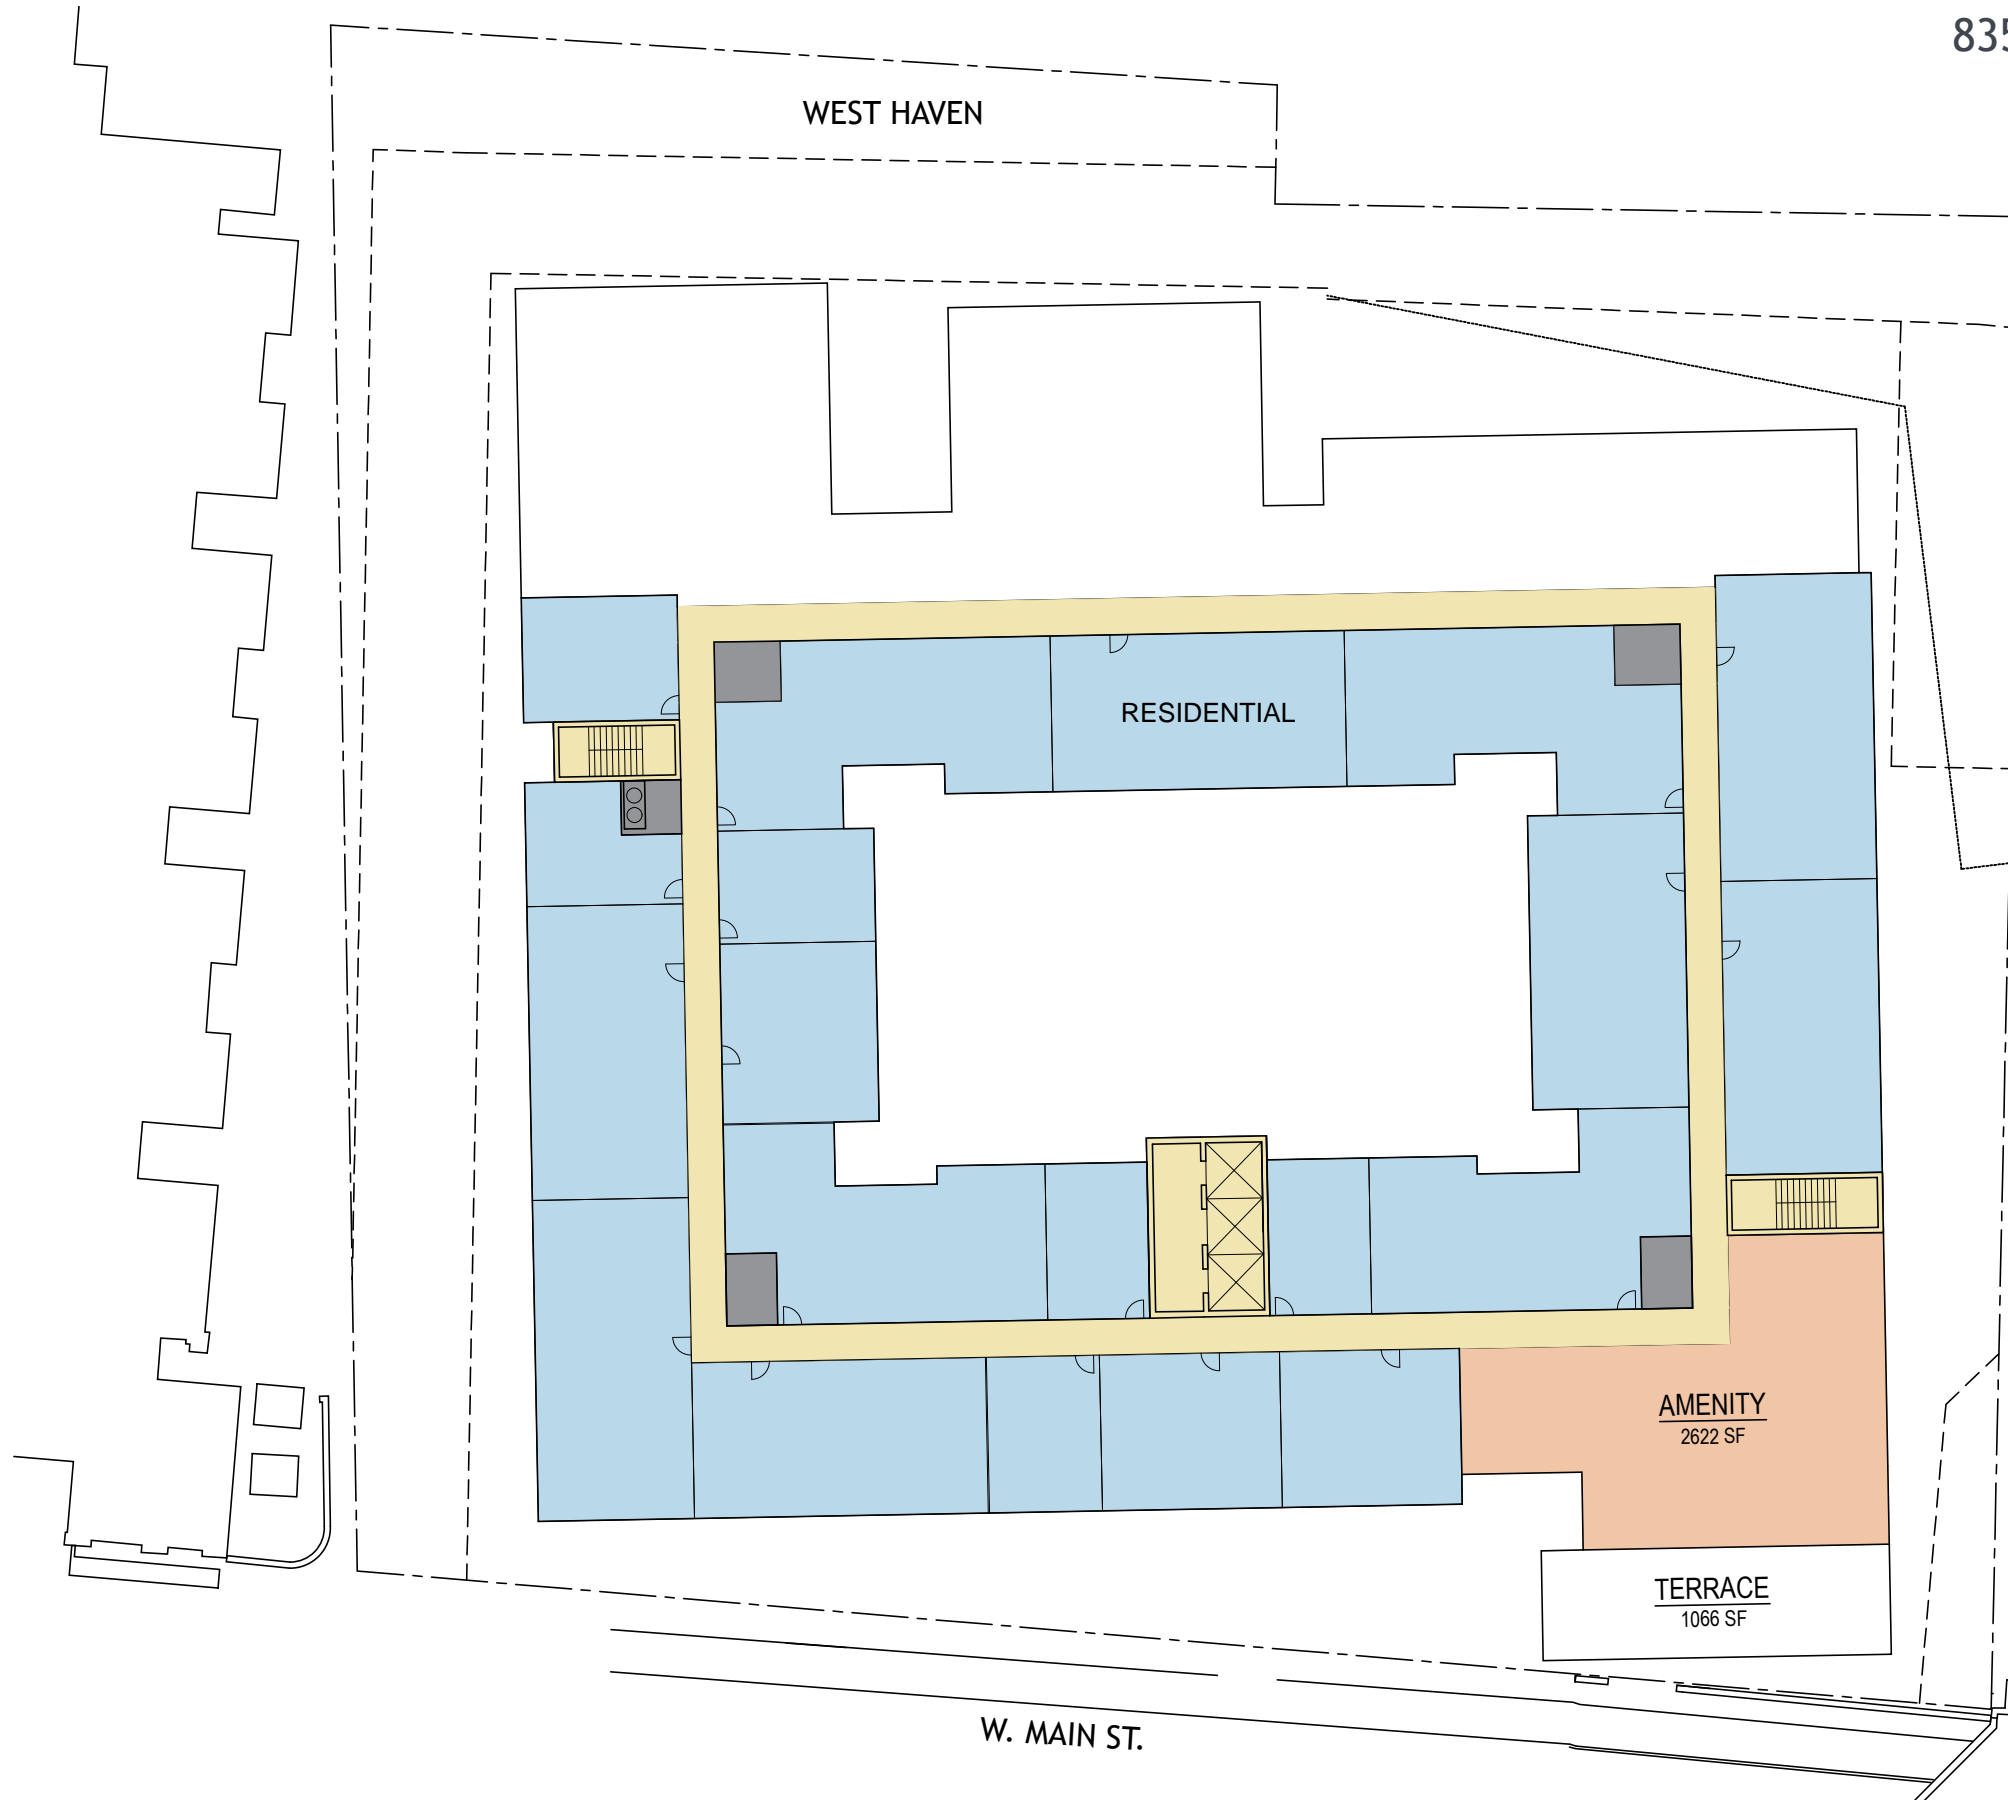 835
WEST HAVEN
RESIDENTIAL
AMENITY
2622 SF
TERRACE
1066 SF
W. MAIN ST.